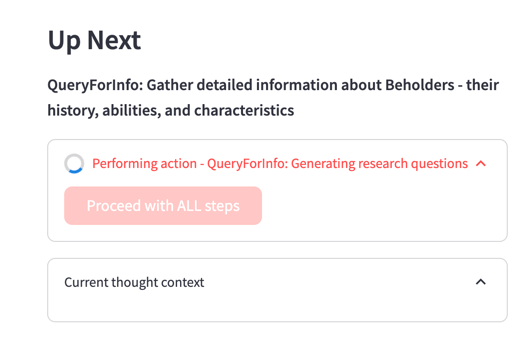 Up Next
QueryForInfo: Gather detailed information about Beholders - their
history, abilities, and characteristics
Performing action - QueryForInfo: Generating research questions
Proceed with ALL steps
Current thought context